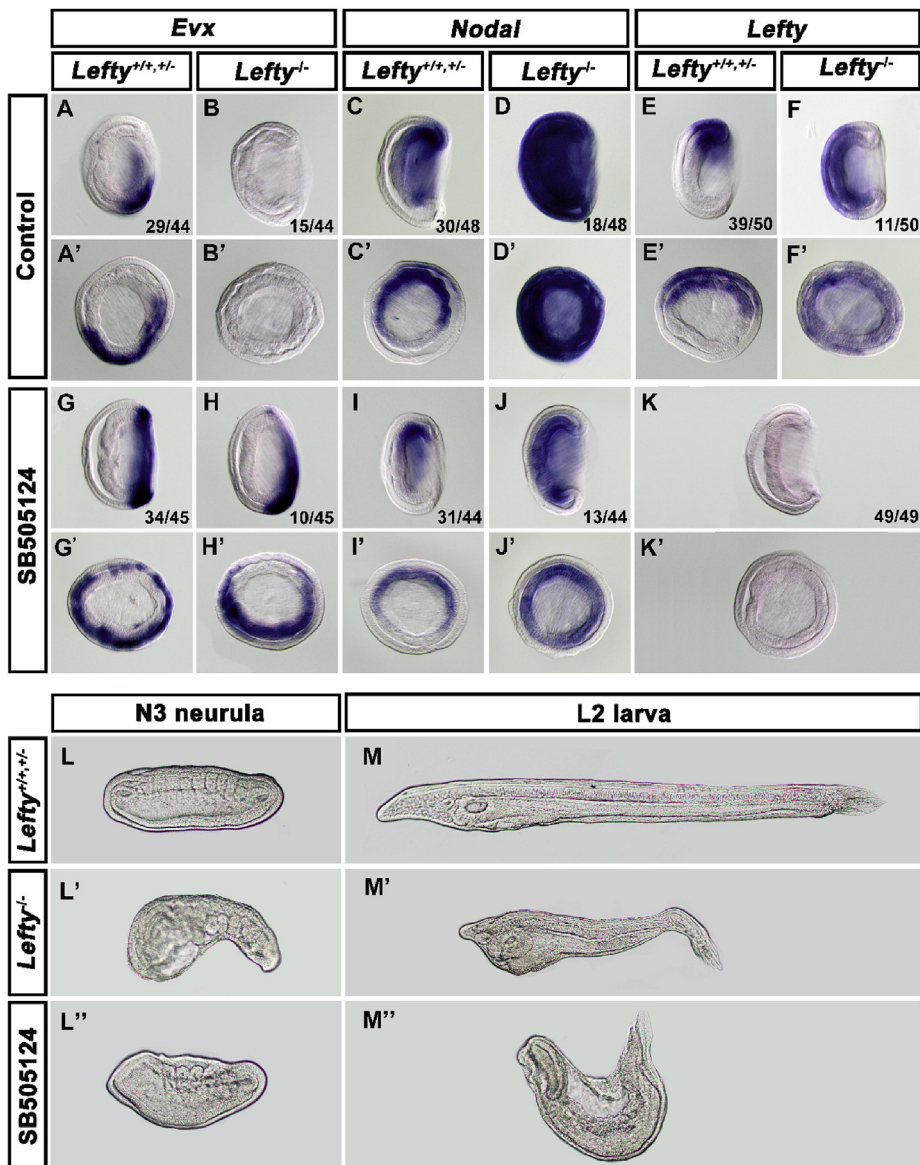 Evx Nodal Lefty
Lefty+/+,+/- Lefty-/- Lefty+/+,+/- Lefty-/- Lefty+/+,+/- Lefty-/-
Control
A B C D E F
29/44 15/44 30/48 18/48 39/50 11/50
A' B' C' D' E' F'
SB505124
G H I J K
34/45 10/45 31/44 13/44 49/49
G' H' I' J' K'
N3 neurula L2 larva
Lefty+/+,+/-
L M
Lefty-/-
L' M'
SB505124
L'' M''